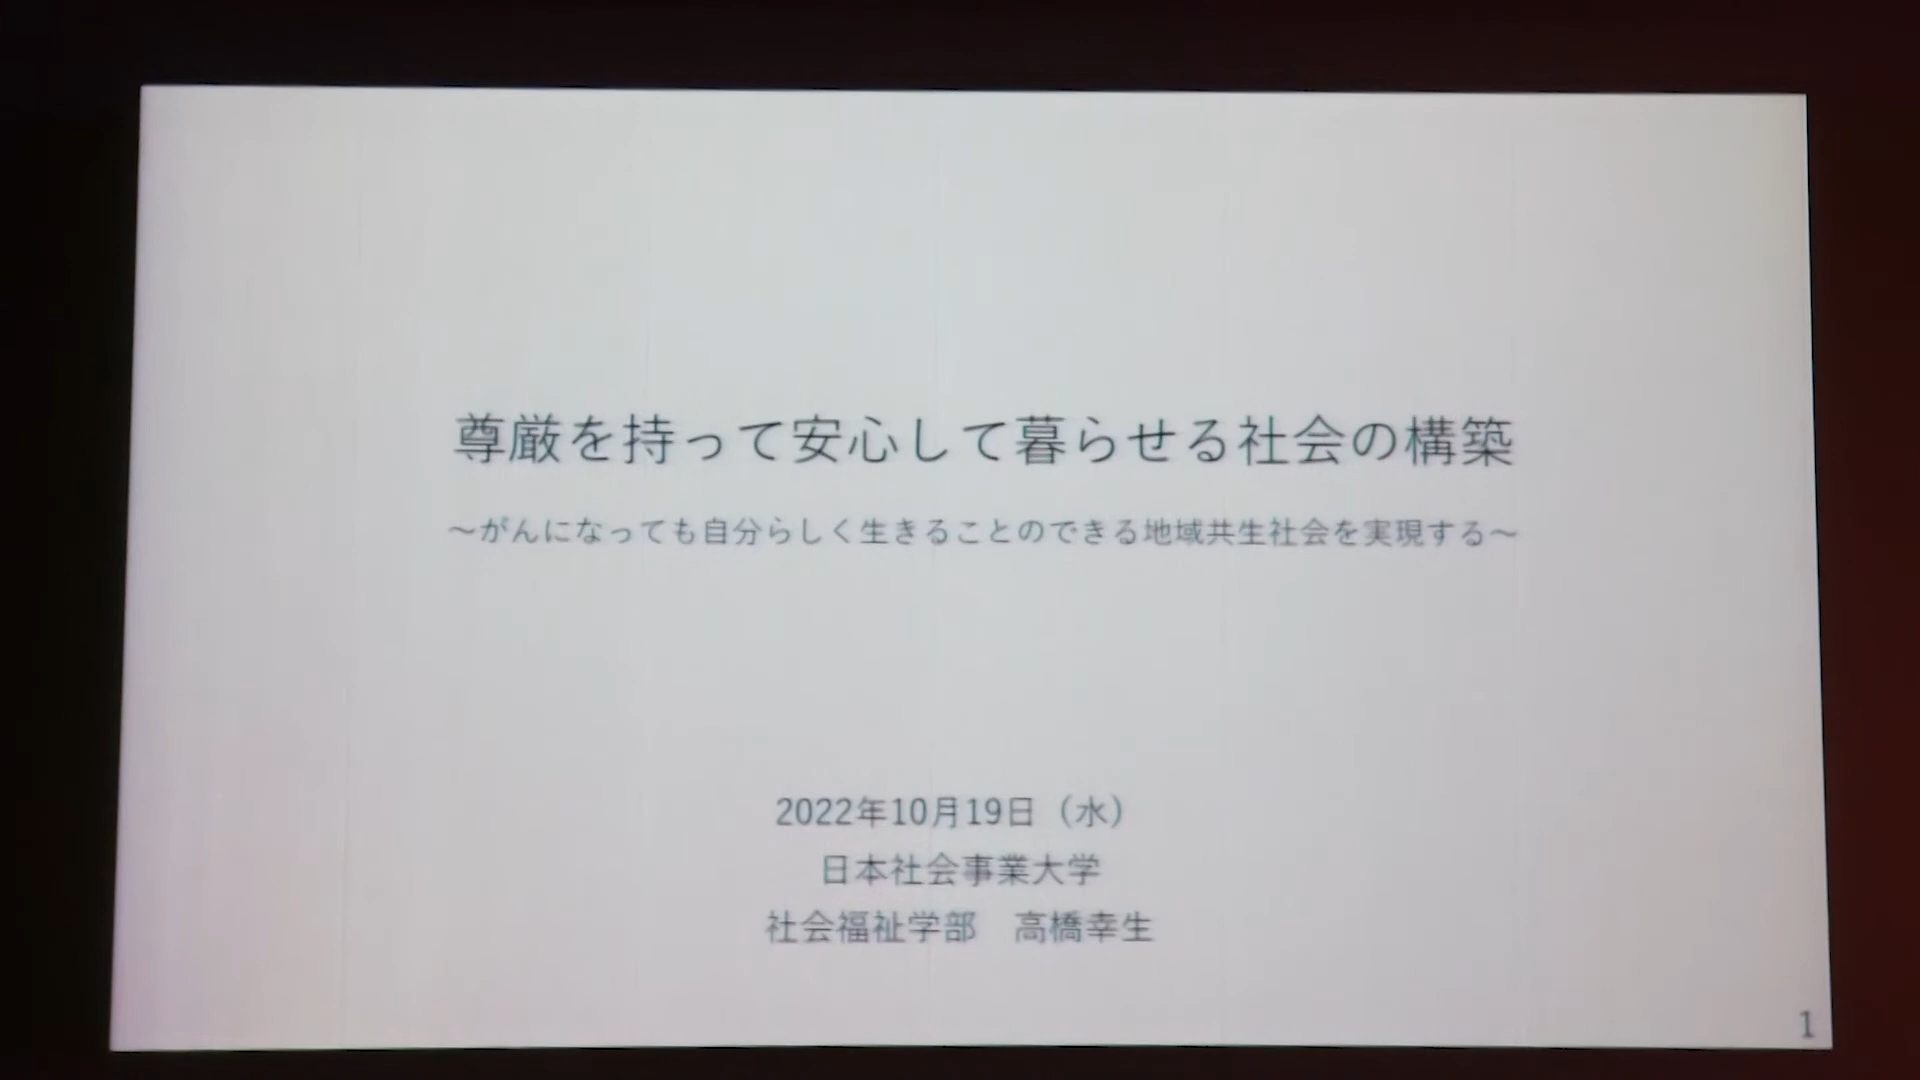 尊厳を持って安心して暮らせる社会の構築
～がんになっても自分らしく生きることのできる地域共生社会を実現する～
2022年10月19日（水）
日本社会事業大学
社会福祉学部　高橋幸生
1